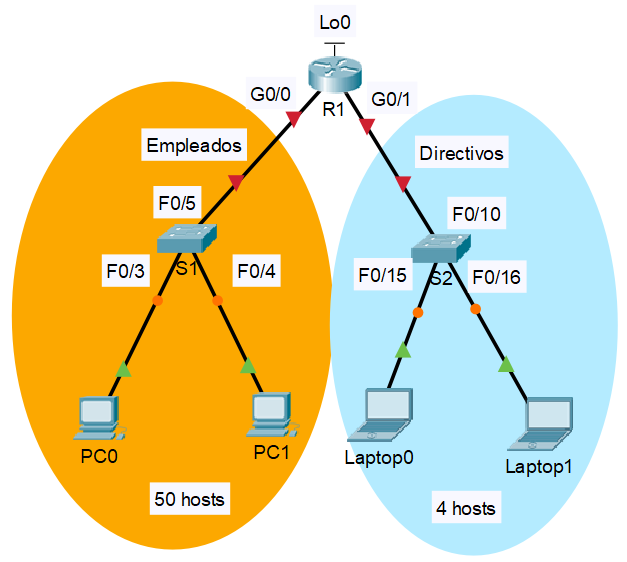 Lo0
G0/0
G0/1
R1
Empleados
Directivos
F0/5
F0/10
S1
S2
F0/3
F0/4
F0/15
F0/16
PC0
PC1
Laptop0
Laptop1
50 hosts
4 hosts